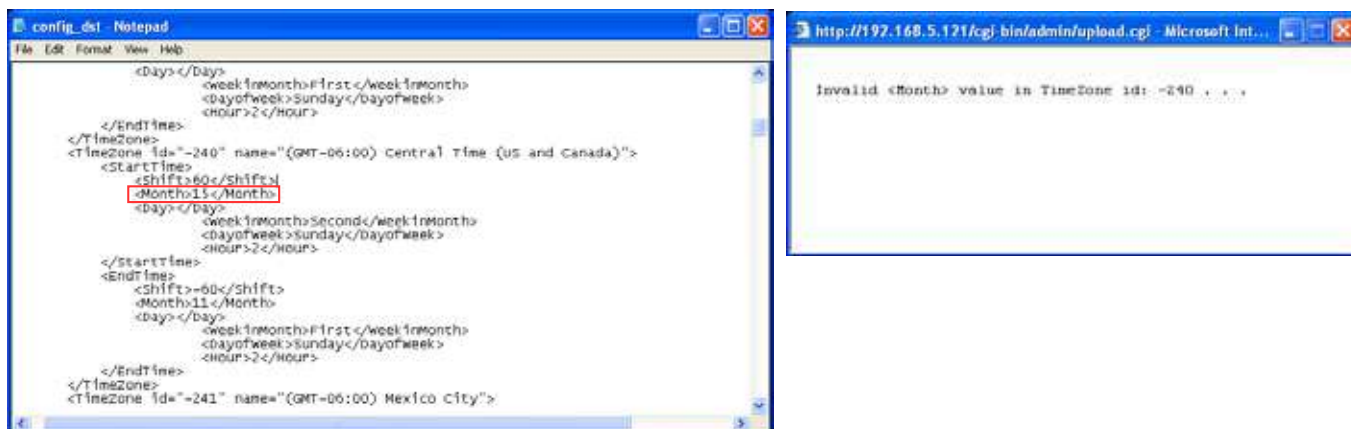 config_dst - Notepad
File Edit Format View Help
<Day></Day>
<WeekInMonth>First</WeekInMonth>
<DayofWeek>Sunday</DayofWeek>
<Hour>2</Hour>
</EndTime>
</TimeZone>
<TimeZone id="-240" name="(GMT-06:00) Central Time (US and Canada)">
<StartTime>
<Shift>60</Shift>
<Month>15</Month>
<Day></Day>
<WeekInMonth>Second</WeekInMonth>
<DayofWeek>Sunday</DayofWeek>
<Hour>2</Hour>
</StartTime>
<EndTime>
<Shift>-60</Shift>
<Month>11</Month>
<Day></Day>
<WeekInMonth>First</WeekInMonth>
<DayofWeek>Sunday</DayofWeek>
<Hour>2</Hour>
</EndTime>
</TimeZone>
<TimeZone id="-241" name="(GMT-06:00) Mexico City">
http://192.168.5.121/cgi-bin/admin/upload.cgi - Microsoft Int...
Invalid <Month> value in TimeZone id: -240 . . .